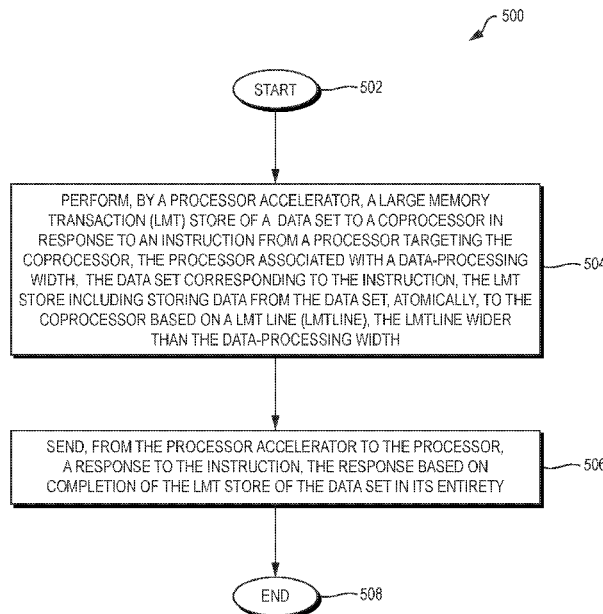 500
START
502
PERFORM, BY A PROCESSOR ACCELERATOR, A LARGE MEMORY
TRANSACTION (LMT) STORE OF A DATA SET TO A COPROCESSOR IN
RESPONSE TO AN INSTRUCTION FROM A PROCESSOR TARGETING THE
COPROCESSOR, THE PROCESSOR ASSOCIATED WITH A DATA-PROCESSING
WIDTH, THE DATA SET CORRESPONDING TO THE INSTRUCTION, THE LMT
STORE INCLUDING STORING DATA FROM THE DATA SET, ATOMICALLY, TO THE
COPROCESSOR BASED ON A LMT LINE (LMTLINE), THE LMTLINE WIDER
THAN THE DATA-PROCESSING WIDTH
504
SEND, FROM THE PROCESSOR ACCELERATOR TO THE PROCESSOR,
A RESPONSE TO THE INSTRUCTION, THE RESPONSE BASED ON
COMPLETION OF THE LMT STORE OF THE DATA SET IN ITS ENTIRETY
506
END
508